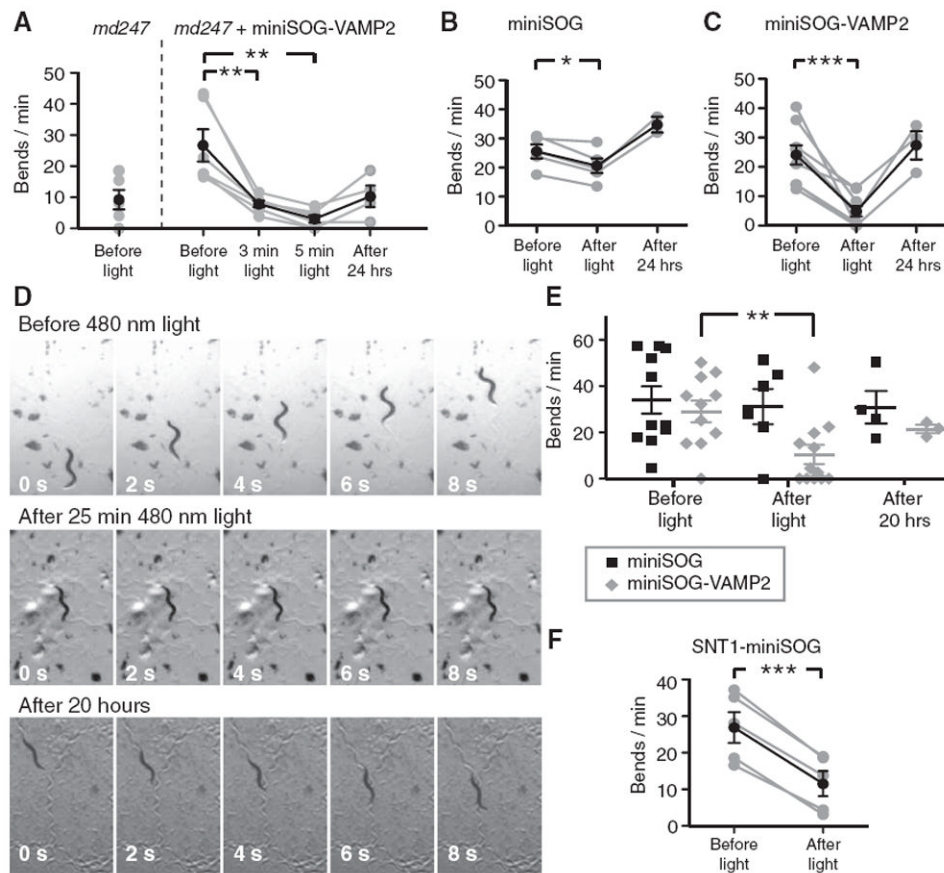 A
md247
md247 + miniSOG-VAMP2
**
**
Bends / min
50
40
30
20
10
0
Before light
Before light
3 min light
5 min light
After 24 hrs
B
miniSOG
*
Bends / min
50
40
30
20
10
0
Before light
After light
After 24 hrs
C
miniSOG-VAMP2
***
Bends / min
50
40
30
20
10
0
Before light
After light
After 24 hrs
D
Before 480 nm light
0 s
2 s
4 s
6 s
8 s
After 25 min 480 nm light
0 s
2 s
4 s
6 s
8 s
After 20 hours
0 s
2 s
4 s
6 s
8 s
E
**
Bends / min
60
40
20
0
Before light
After light
After 20 hrs
miniSOG
miniSOG-VAMP2
F
SNT1-miniSOG
***
Bends / min
40
30
20
10
0
Before light
After light